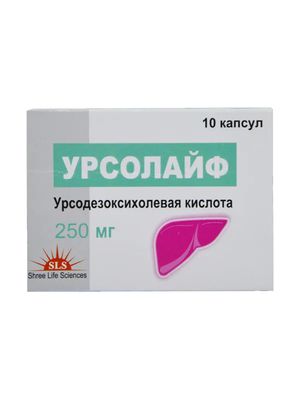 10 капсул
УРСОЛАЙФ
Урсодезоксихолевая кислота
250 мг
SLS
Shree Life Sciences